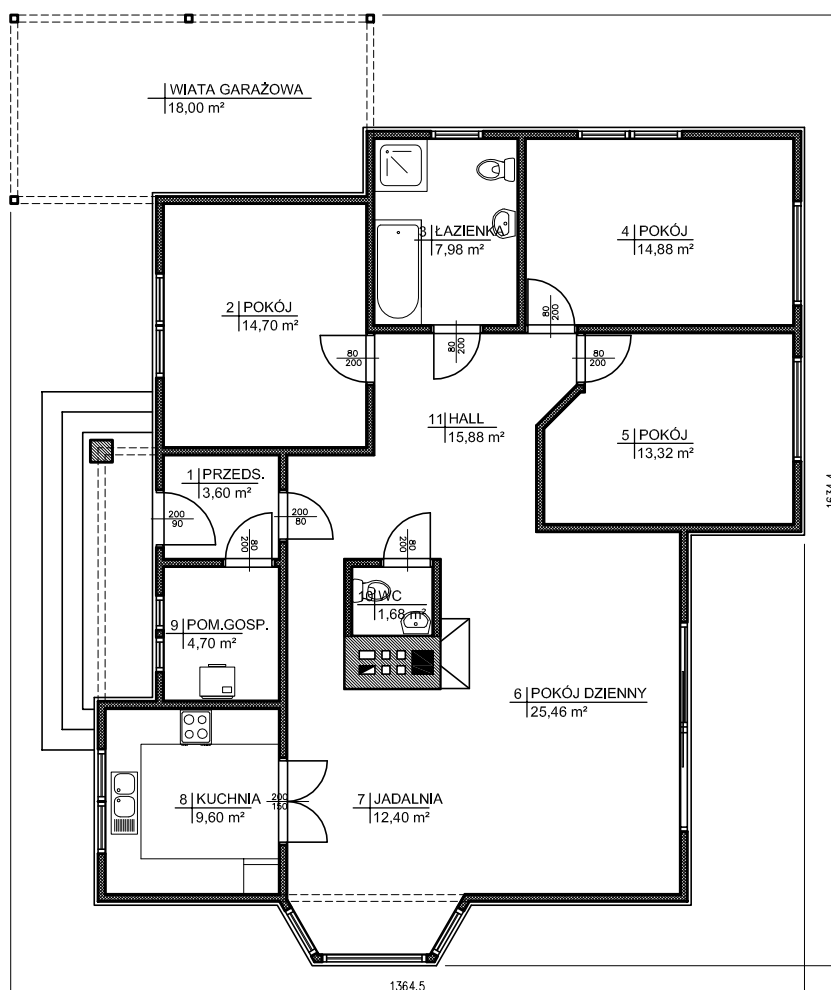 WIATA GARAŻOWA
18,00 m²
3 ŁAZIENKA
7,98 m²
4 POKÓJ
14,88 m²
2 POKÓJ
14,70 m²
80
200
80
200
80
200
80
200
11 HALL
15,88 m²
5 POKÓJ
13,32 m²
1 PRZEDS.
3,60 m²
200
90
200
80
80
200
80
200
1634.4
10 WC
1,68 m²
9 POM.GOSP.
4,70 m²
6 POKÓJ DZIENNY
25,46 m²
8 KUCHNIA
9,60 m²
200
150
7 JADALNIA
12,40 m²
1364.5